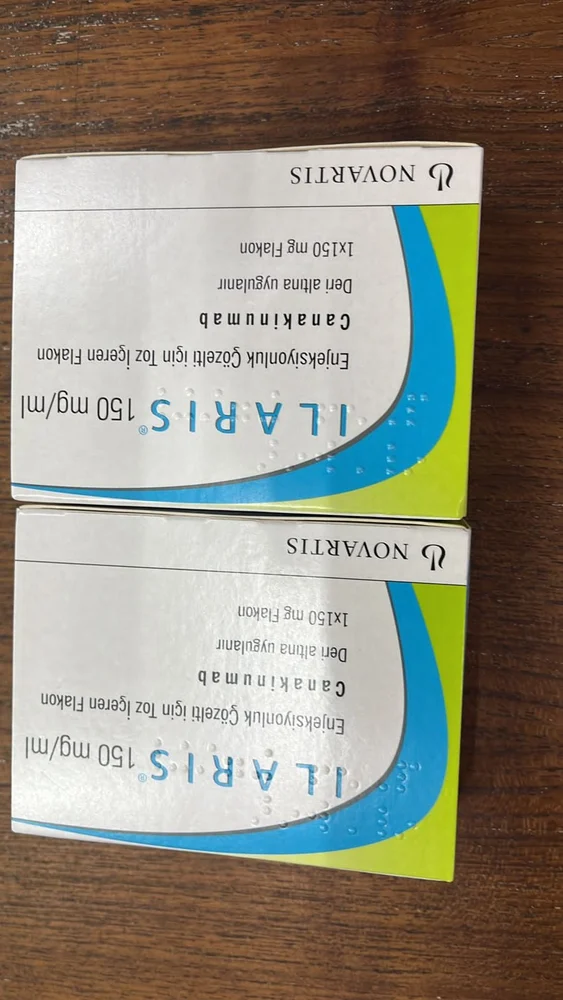 ILARIS® 150 mg/ml
Enjeksiyonluk Çözelti için Toz İçeren Flakon
Canakinumab
Deri altına uygulanır
1x150 mg Flakon
NOVARTIS
ILARIS® 150 mg/ml
Enjeksiyonluk Çözelti için Toz İçeren Flakon
Canakinumab
Deri altına uygulanır
1x150 mg Flakon
NOVARTIS